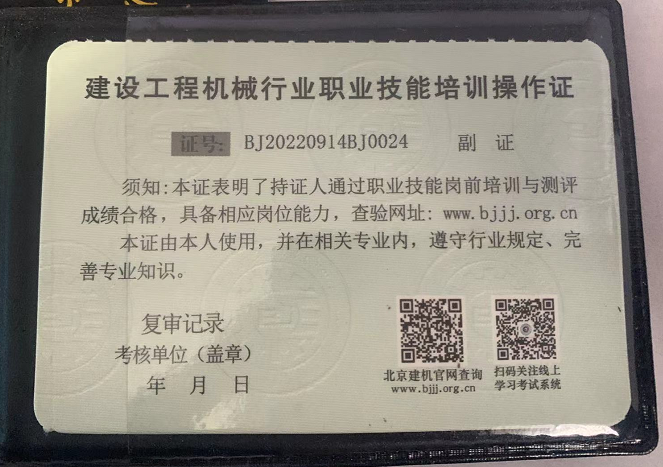 建设工程机械行业职业技能培训操作证
证号: BJ20220914BJ0024 副 证
须知:本证表明了持证人通过职业技能岗前培训与测评
成绩合格，具备相应岗位能力，查验网址: www.bjjj.org.cn
本证由本人使用，并在相关专业内，遵守行业规定、完
善专业知识。
复审记录
考核单位（盖章）
年 月 日
北京建机官网查询
www.bjjj.org.cn
扫码关注线上
学习考试系统